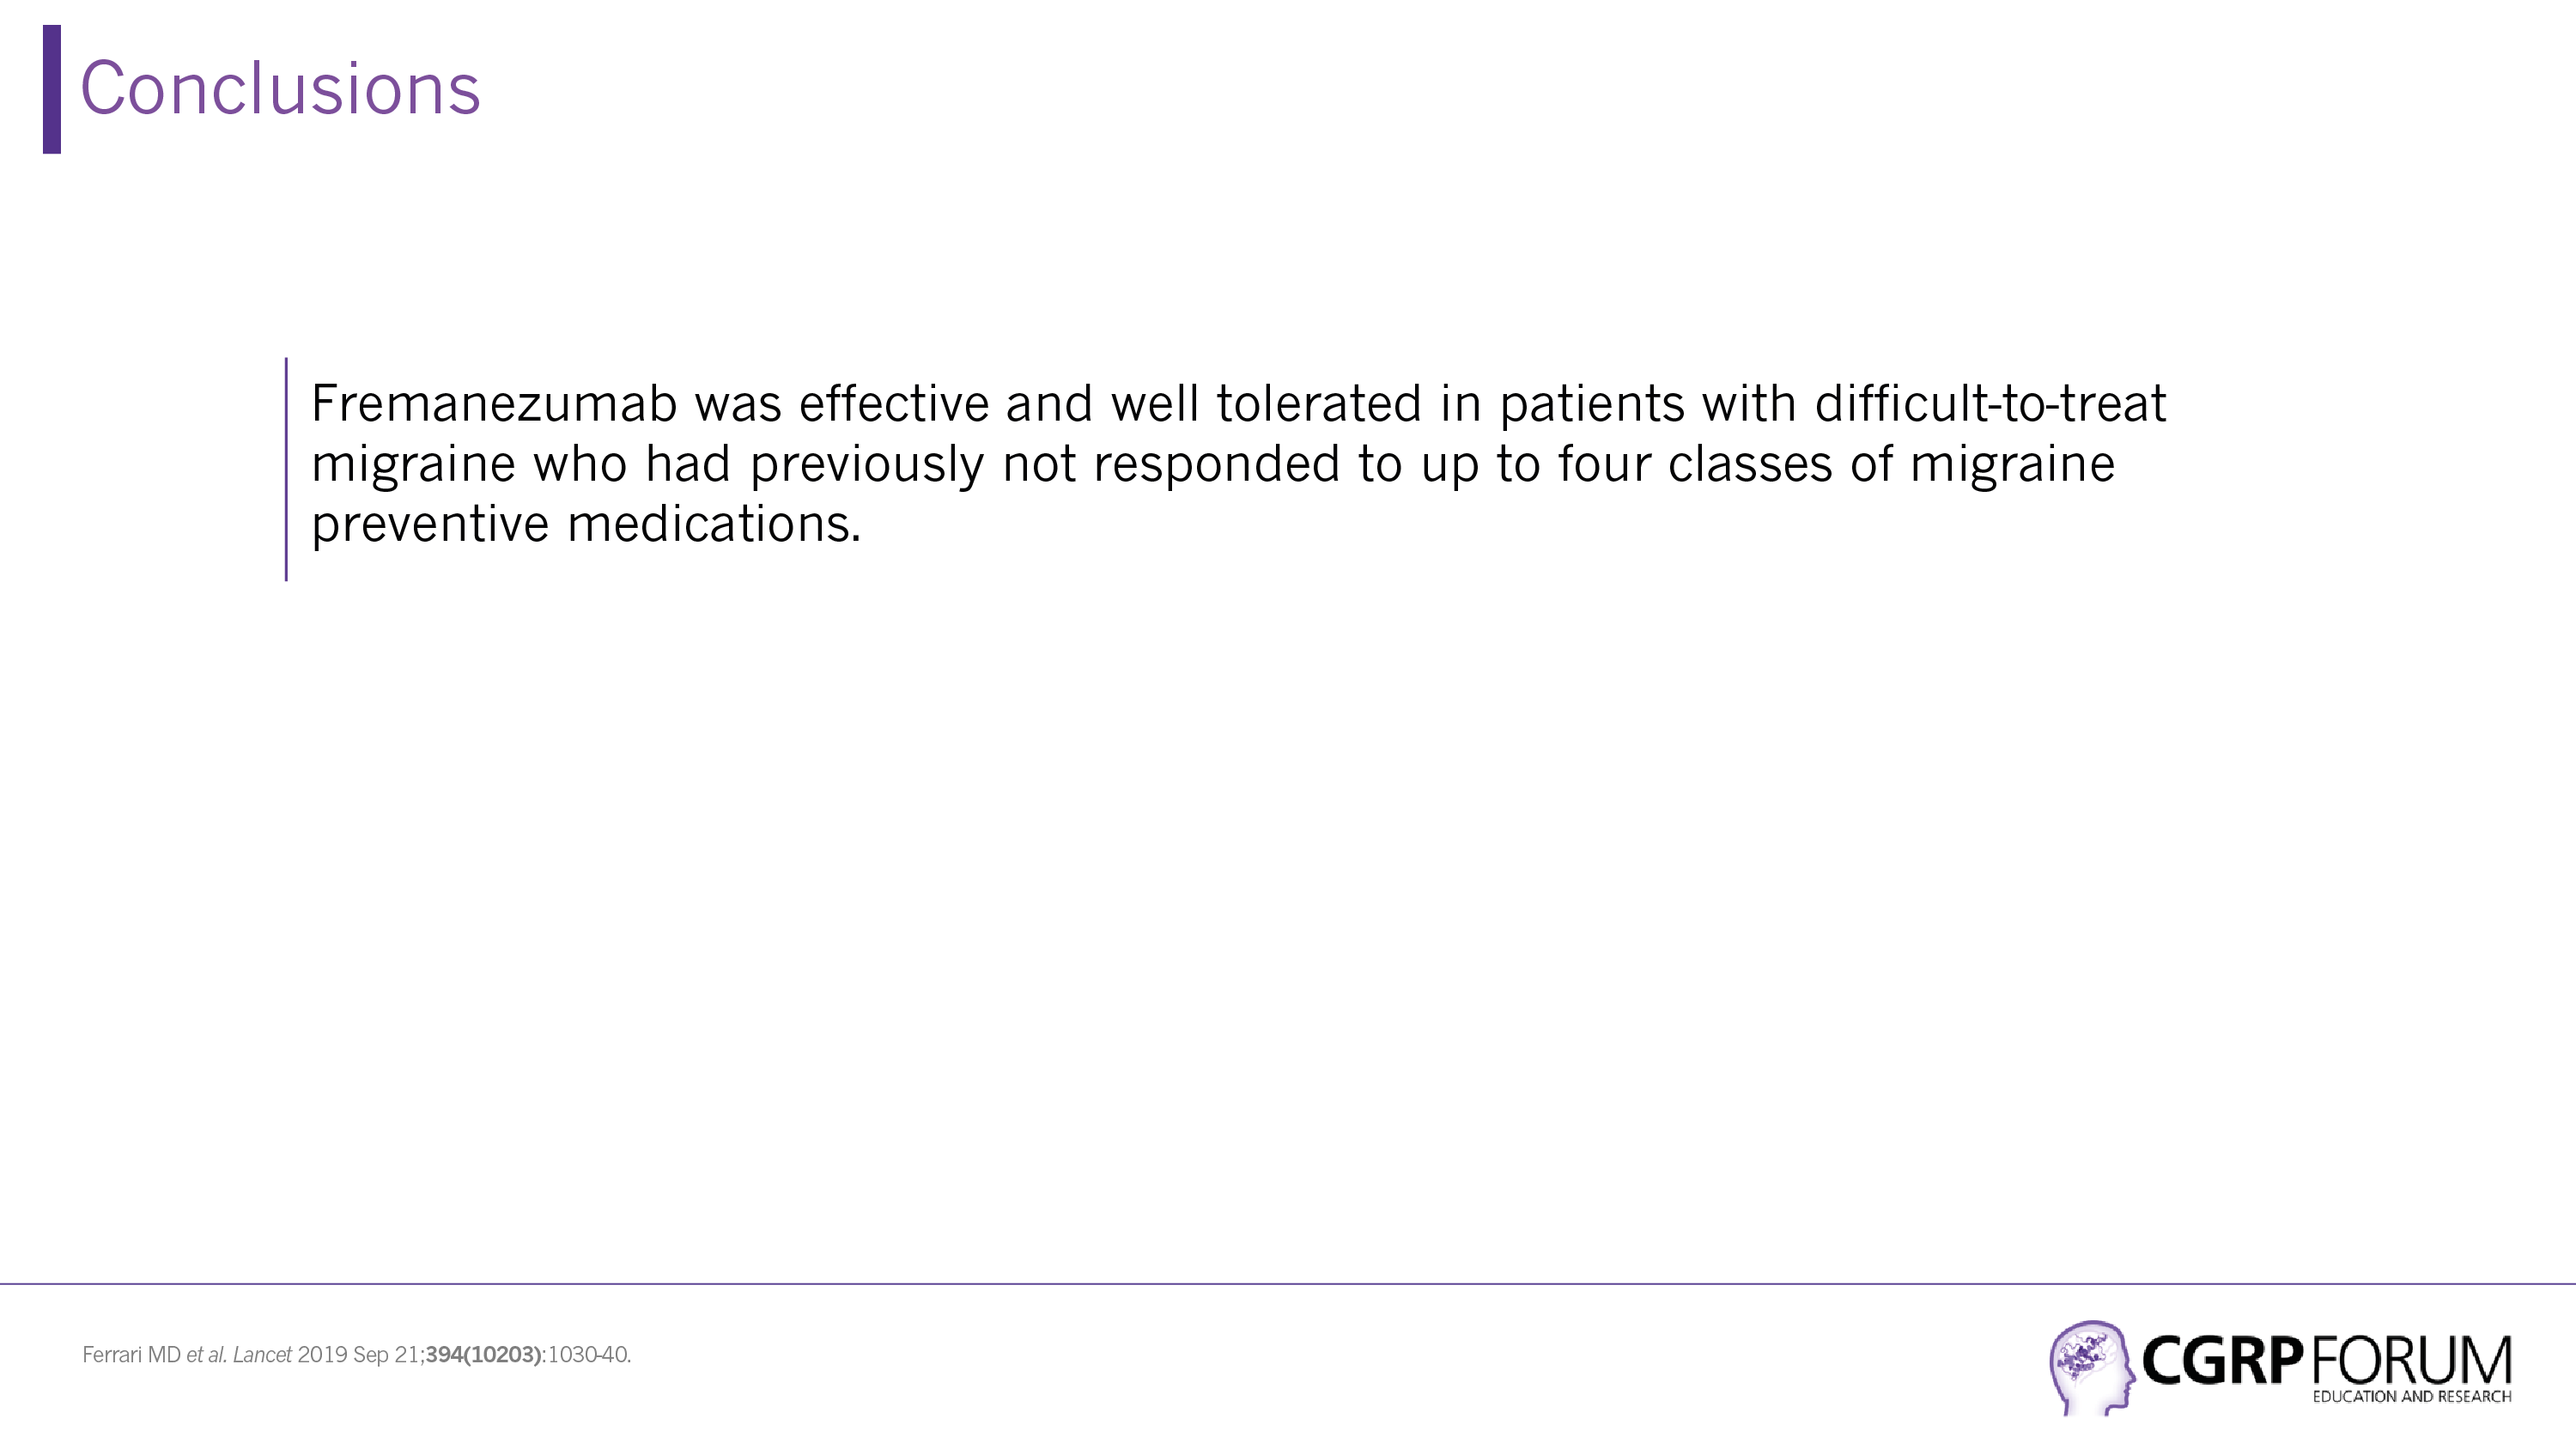 Conclusions
Fremanezumab was effective and well tolerated in patients with difficult-to-treat
migraine who had previously not responded to up to four classes of migraine
preventive medications.
Ferrari MD et al. Lancet 2019 Sep 21;394(10203):1030-40.
CGRP FORUM
EDUCATION AND RESEARCH